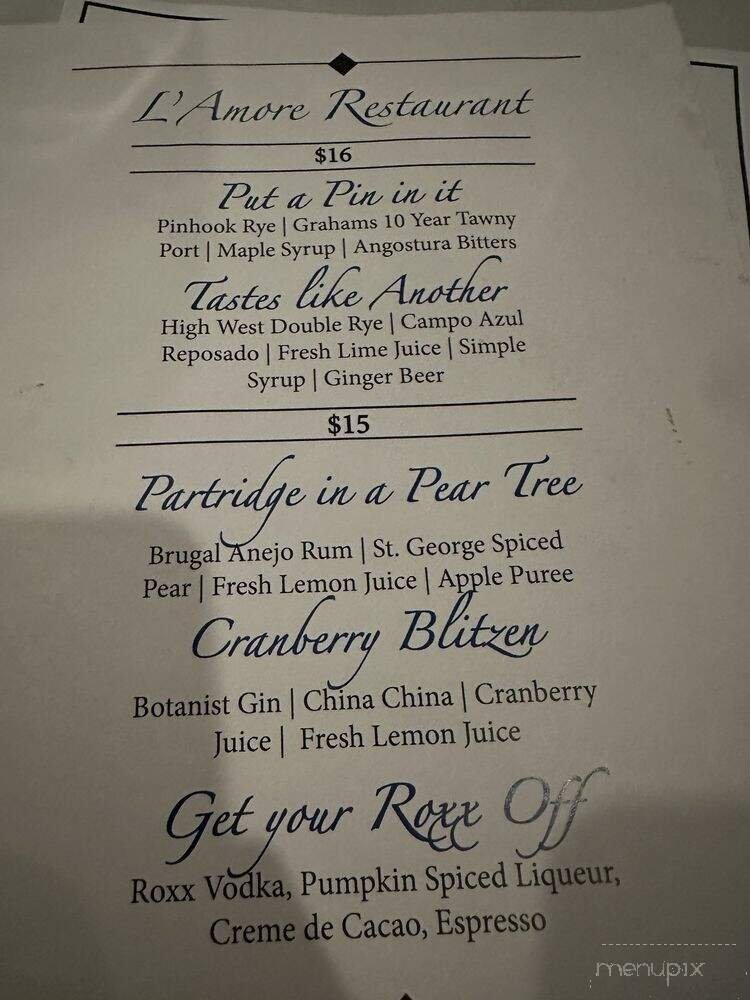 L'Amore Restaurant
$16
Put a Pin in it
Pinhook Rye | Grahams 10 Year Tawny
Port | Maple Syrup | Angostura Bitters
Tastes like Another
High West Double Rye | Campo Azul
Reposado | Fresh Lime Juice | Simple
Syrup | Ginger Beer
$15
Partridge in a Pear Tree
Brugal Anejo Rum | St. George Spiced
Pear | Fresh Lemon Juice | Apple Puree
Cranberry Blitzen
Botanist Gin | China China | Cranberry
Juice | Fresh Lemon Juice
Get your Roxx Off
Roxx Vodka, Pumpkin Spiced Liqueur,
Creme de Cacao, Espresso
menupix